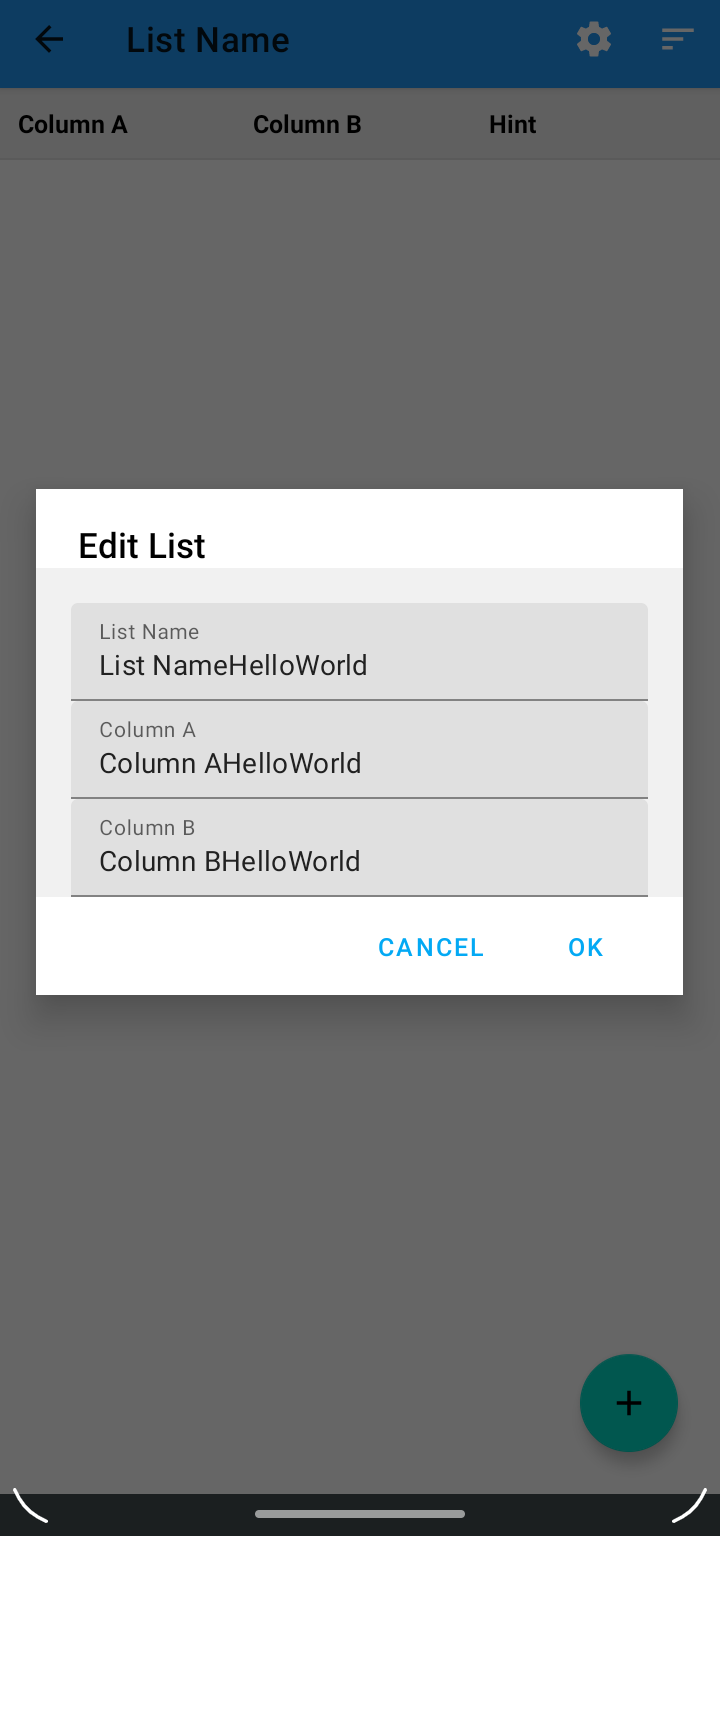 List Name
Column A Column B Hint
Edit List
List Name
List NameHelloWorld
Column A
Column AHelloWorld
Column B
Column BHelloWorld
CANCEL OK